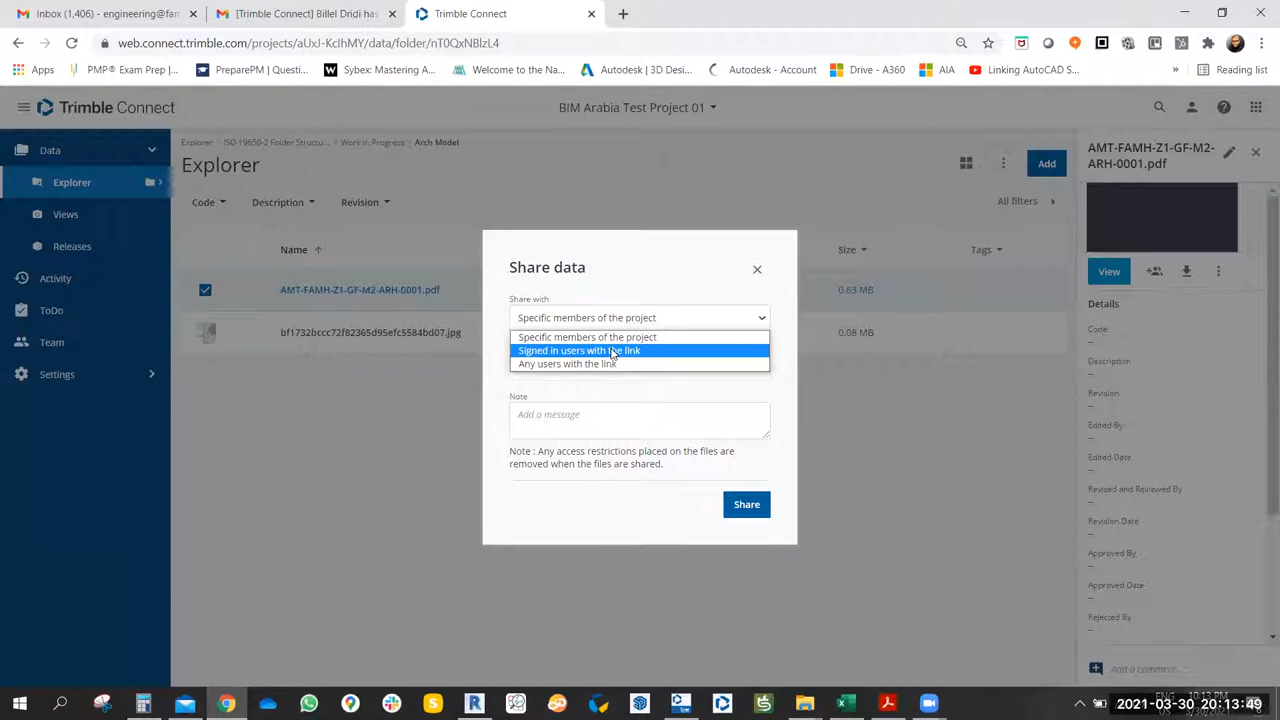 Inbox (1,406) - engineering@fam
[Trimble Connect] Billel Dridi has
Trimble Connect
web.connect.trimble.com/projects/aUxJ-KcIhMY/data/folder/nT0QxNBlzL4
Apps
PMP® Exam Prep |...
PreparePM | Questi...
Sybex: Mastering A...
Welcome to the Na...
Autodesk | 3D Desi...
Autodesk - Account
Drive - A360
AIA
Linking AutoCAD S...
»
Reading list
Trimble Connect
BIM Arabia Test Project 01
Data
Explorer
Views
Releases
Activity
ToDo
Team
Settings
Explorer > ISO-19650-2 Folder Structu... > Work in Progress > Arch Model
Explorer
Add
Code
Description
Revision
All filters
Name
Size
Tags
AMT-FAMH-Z1-GF-M2-ARH-0001.pdf
0.63 MB
bf1732bccc72f82365d95efc5584bd07.jpg
0.08 MB
Share data
Share with
Specific members of the project
Specific members of the project
Signed in users with the link
Any users with the link
Note
Add a message
Note : Any access restrictions placed on the files are
removed when the files are shared.
Share
AMT-FAMH-Z1-GF-M2-
ARH-0001.pdf
View
Details
Code
--
Description
--
Revision
--
Edited By
--
Edited Date
--
Revised and Reviewed By
--
Revision Date
--
Approved By
--
Approved Date
--
Rejected By
--
Add a comment...
ENG
10:13 PM
2021-03-30 20:13:49